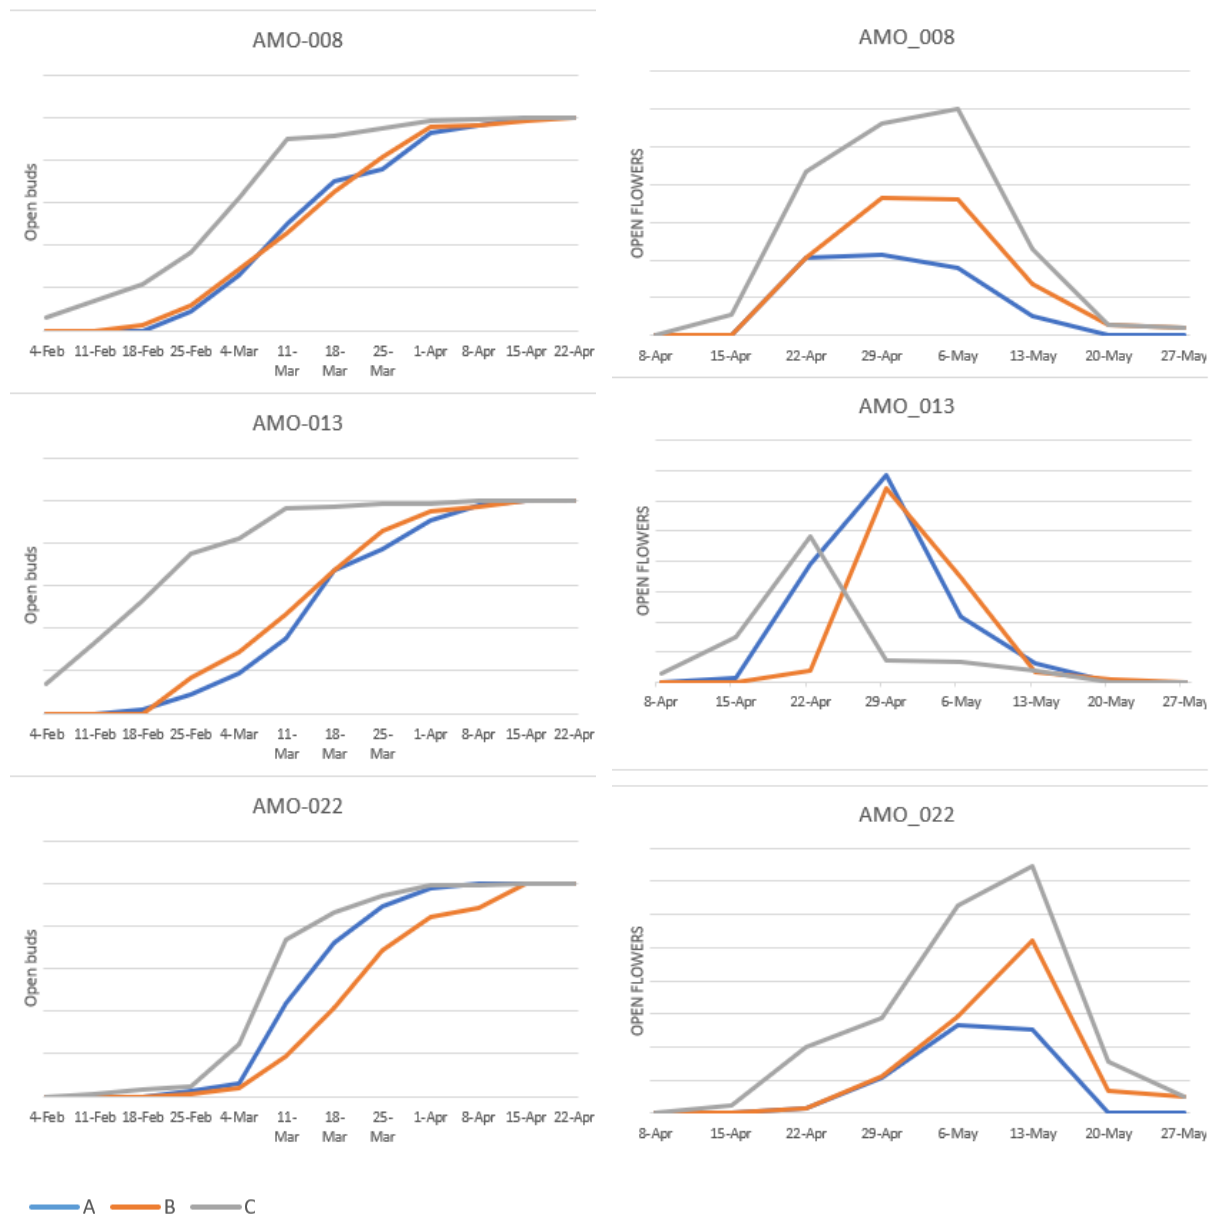 AMO-008
Open buds
4-Feb 11-Feb 18-Feb 25-Feb 4-Mar 11-Mar 18-Mar 25-Mar 1-Apr 8-Apr 15-Apr 22-Apr
AMO_008
OPEN FLOWERS
8-Apr 15-Apr 22-Apr 29-Apr 6-May 13-May 20-May 27-May
AMO-013
Open buds
4-Feb 11-Feb 18-Feb 25-Feb 4-Mar 11-Mar 18-Mar 25-Mar 1-Apr 8-Apr 15-Apr 22-Apr
AMO_013
OPEN FLOWERS
8-Apr 15-Apr 22-Apr 29-Apr 6-May 13-May 20-May 27-May
AMO-022
Open buds
4-Feb 11-Feb 18-Feb 25-Feb 4-Mar 11-Mar 18-Mar 25-Mar 1-Apr 8-Apr 15-Apr 22-Apr
AMO_022
OPEN FLOWERS
8-Apr 15-Apr 22-Apr 29-Apr 6-May 13-May 20-May 27-May
A B C